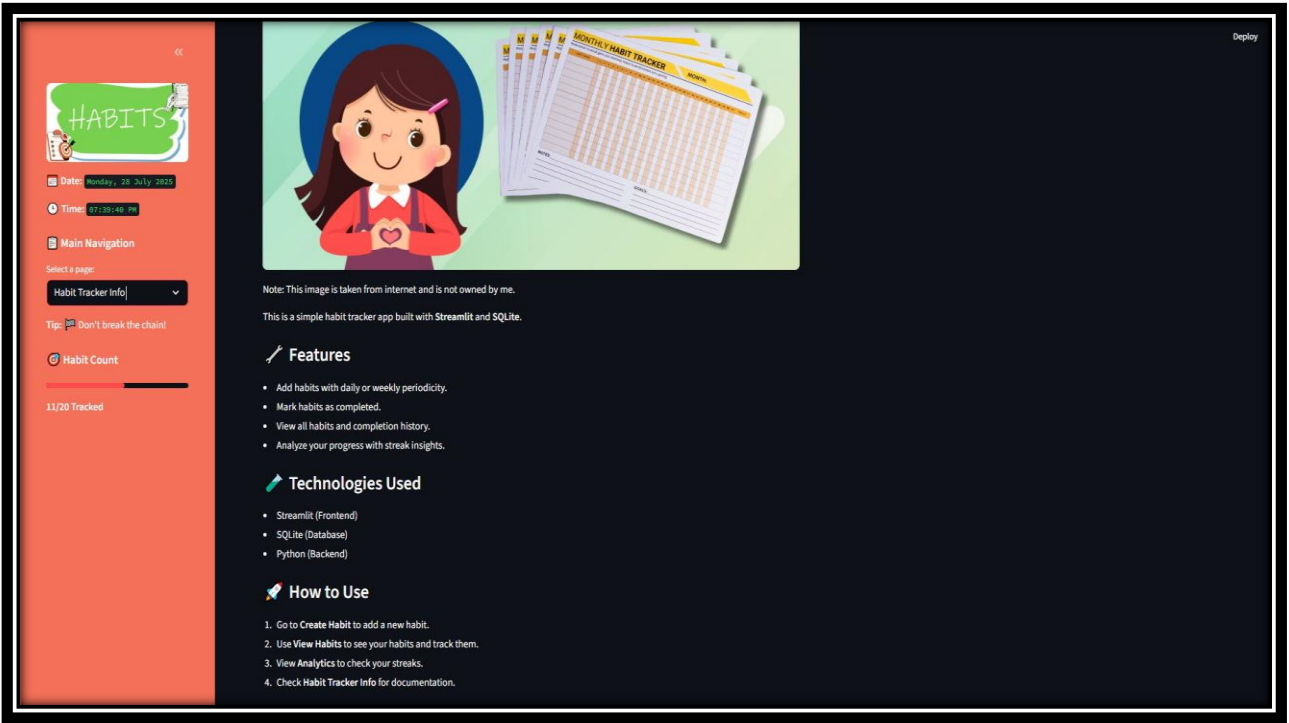 «
Deploy
HABITS
Date: Monday, 28 July 2025
Time: 07:39:40 PM
Main Navigation
Select a page:
Habit Tracker Info
Tip: Don't break the chain!
Habit Count
11/20 Tracked
MONTHLY HABIT TRACKER
MONTH:
NOTES:
GOALS:
Note: This image is taken from internet and is not owned by me.
This is a simple habit tracker app built with Streamlit and SQLite.
Features
• Add habits with daily or weekly periodicity.
• Mark habits as completed.
• View all habits and completion history.
• Analyze your progress with streak insights.
Technologies Used
• Streamlit (Frontend)
• SQLite (Database)
• Python (Backend)
How to Use
1. Go to Create Habit to add a new habit.
2. Use View Habits to see your habits and track them.
3. View Analytics to check your streaks.
4. Check Habit Tracker Info for documentation.